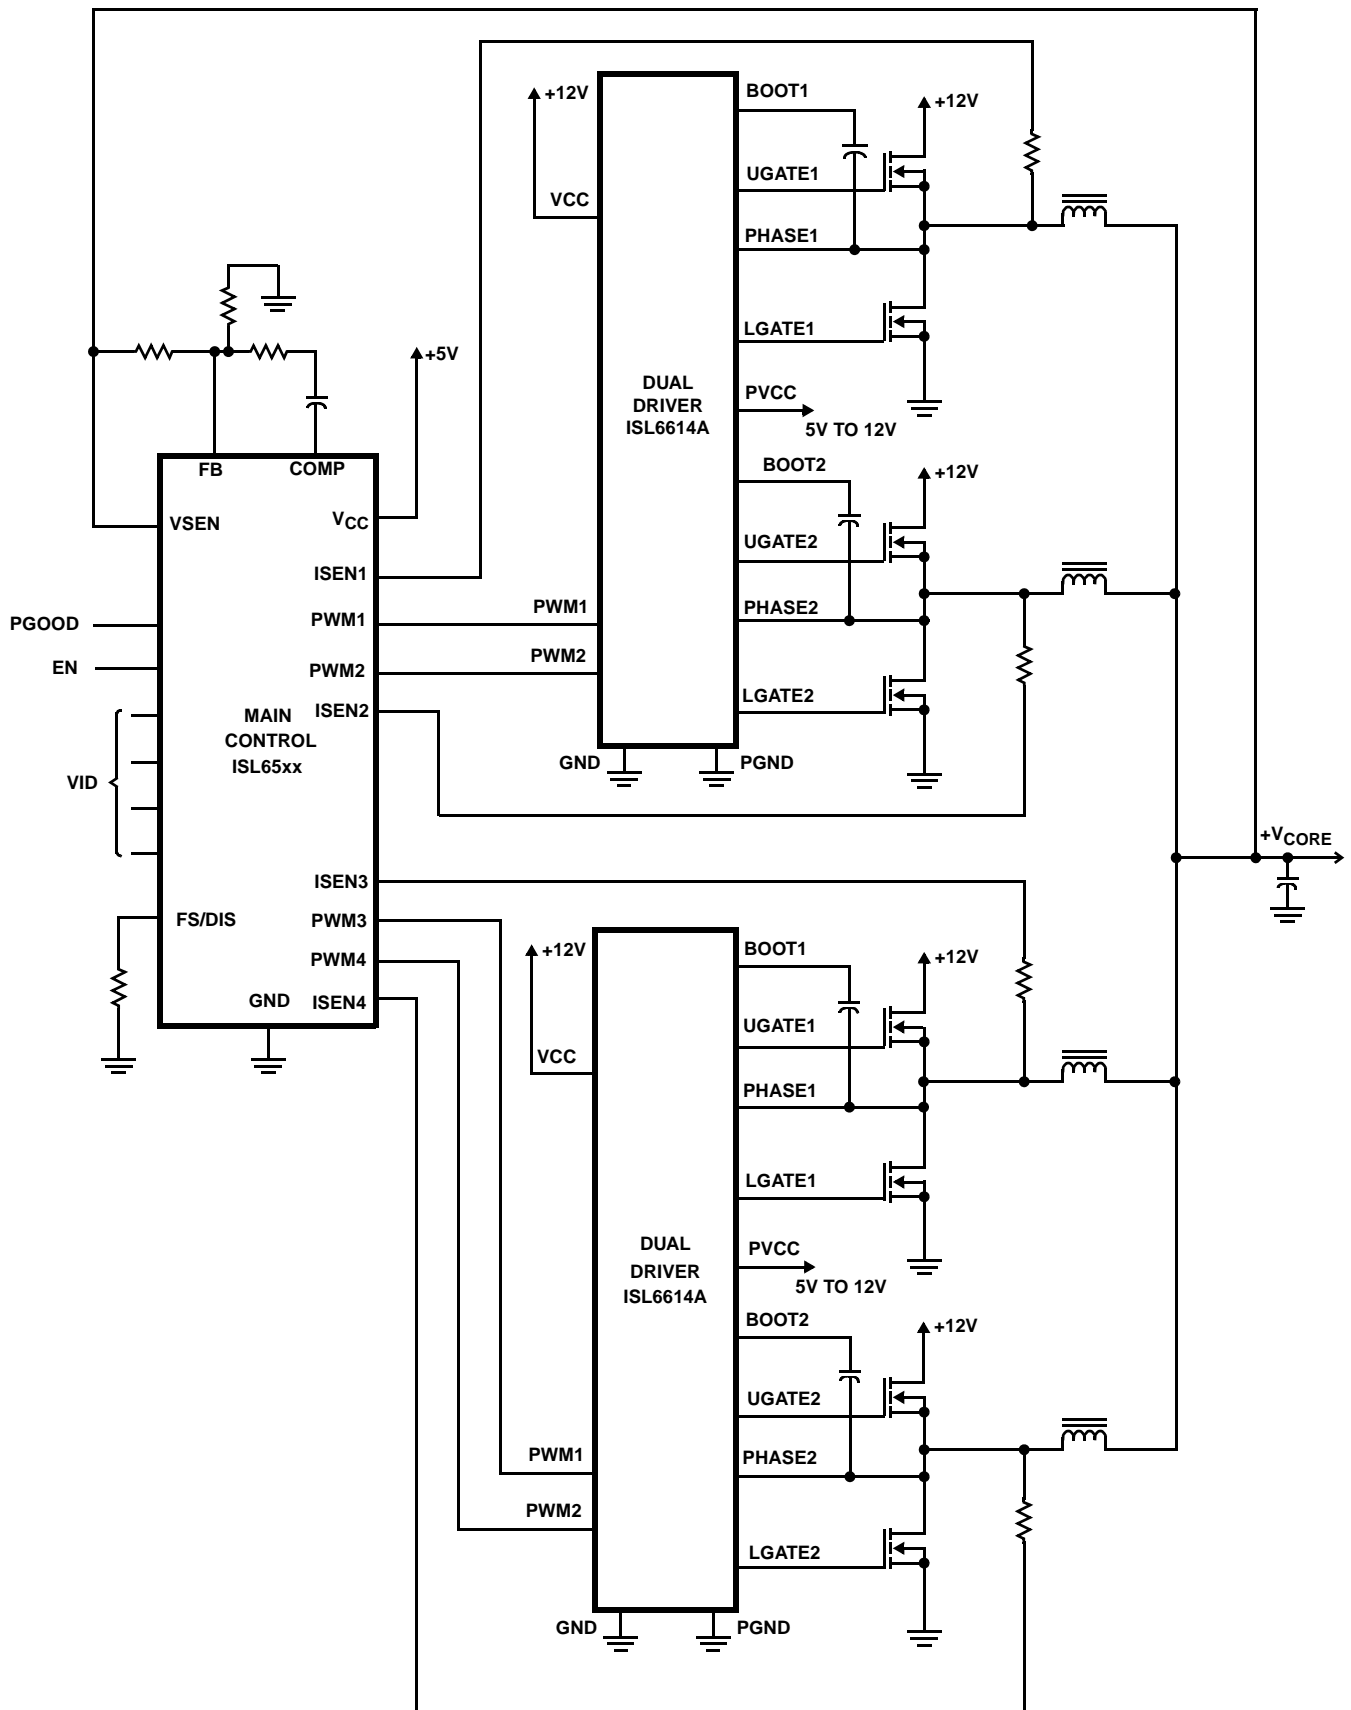 +12V
BOOT1
+12V
UGATE1
VCC
PHASE1
LGATE1
+5V
DUAL
DRIVER
ISL6614A
PVCC
5V TO 12V
FB
COMP
BOOT2
+12V
VSEN
VCC
UGATE2
ISEN1
PWM1
PWM1
PHASE2
PGOOD
EN
PWM2
PWM2
LGATE2
ISEN2
MAIN
CONTROL
ISL65xx
VID
GND
PGND
+VCORE
ISEN3
FS/DIS
PWM3
PWM4
GND
ISEN4
+12V
BOOT1
+12V
UGATE1
VCC
PHASE1
LGATE1
DUAL
DRIVER
ISL6614A
PVCC
5V TO 12V
BOOT2
+12V
UGATE2
PWM1
PHASE2
PWM2
LGATE2
GND
PGND